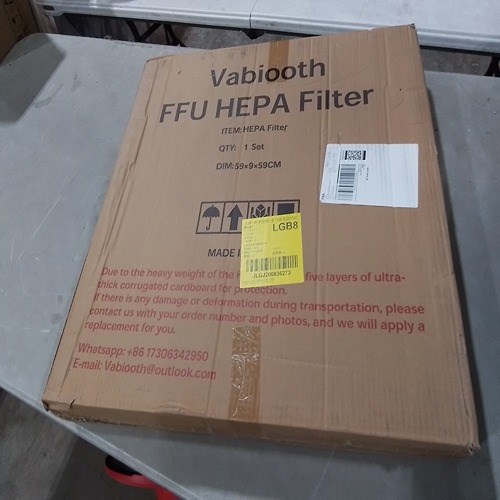 Vabiooth
FFU HEPA Filter
ITEM: HEPA Filter
QTY: 1 Set
DIM:59×9×59CM
LGB8
MADE I
Due to the heavy weight of the five layers of ultra-
thick corrugated cardboard for protection.
If there is any damage or deformation during transportation, please
contact us with your order number and photos, and we will apply a
replacement for you.
Whatsapp: +86 17306342950
E-mail: Vabiooth@outlook.com